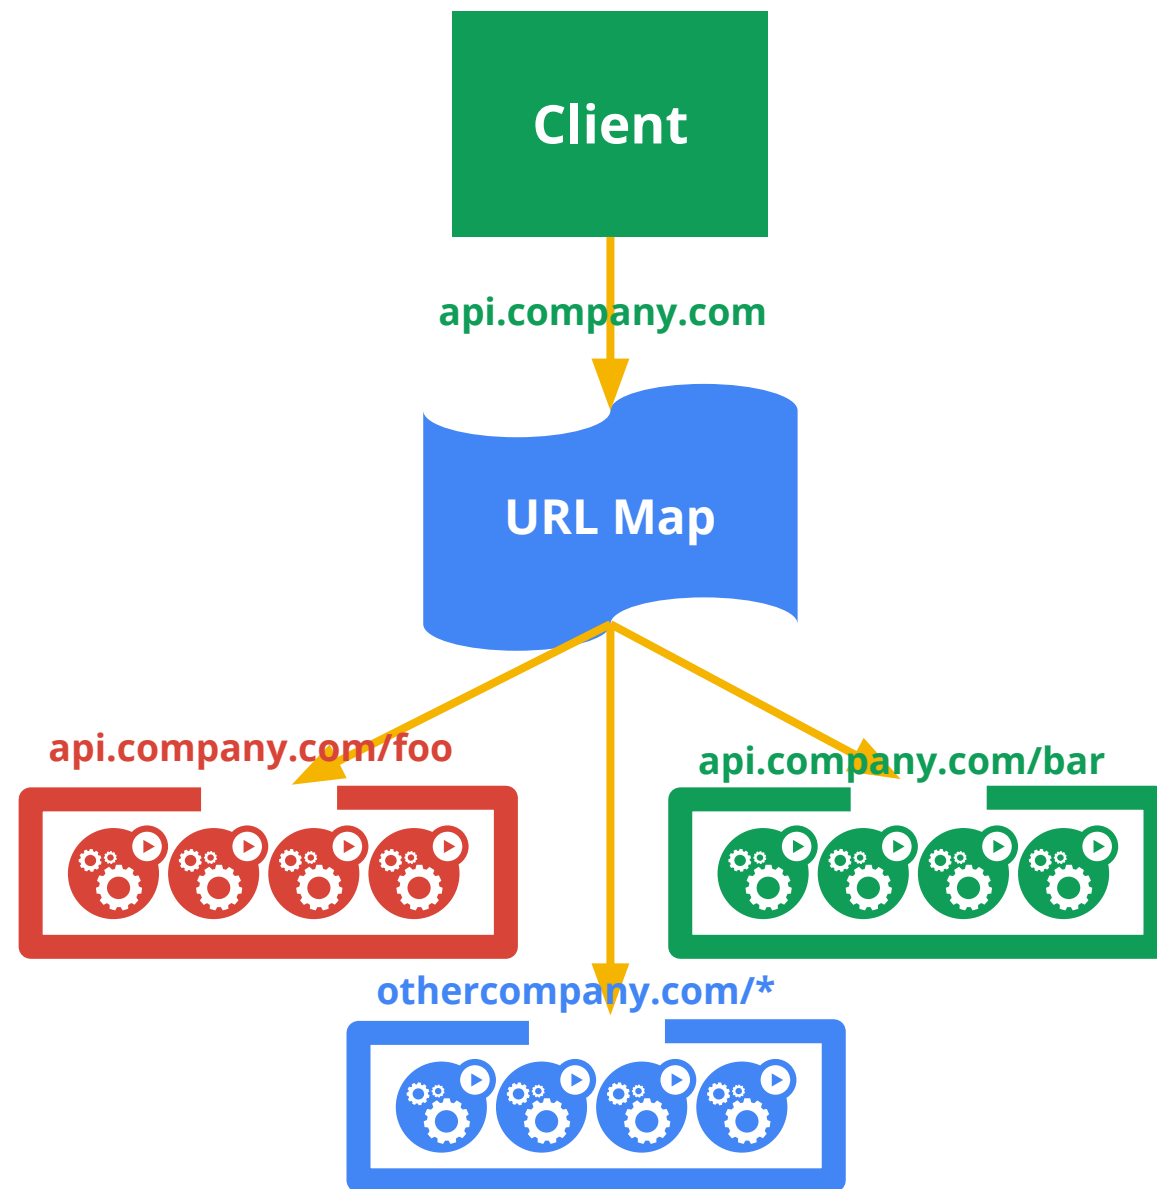 Client
api.company.com
URL Map
api.company.com/foo
api.company.com/bar
othercompany.com/*